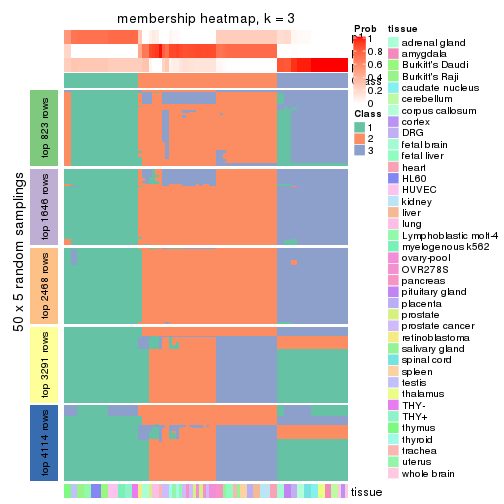 membership heatmap, k = 3
50 x 5 random samplings
top 823 rows
top 1646 rows
top 2468 rows
top 3291 rows
top 4114 rows
tissue
Prob
1
0.8
0.6
0.4
0.2
0
Class
1
2
3
tissue
adrenal gland
amygdala
Burkitt's Daudi
Burkitt's Raji
caudate nucleus
cerebellum
corpus callosum
cortex
DRG
fetal brain
fetal liver
heart
HL60
HUVEC
kidney
liver
lung
Lymphoblastic molt-4
myelogenous k562
ovary-pool
OVR278S
pancreas
pituitary gland
placenta
prostate
prostate cancer
retinoblastoma
salivary gland
spinal cord
spleen
testis
thalamus
THY-
THY+
thymus
thyroid
trachea
uterus
whole brain